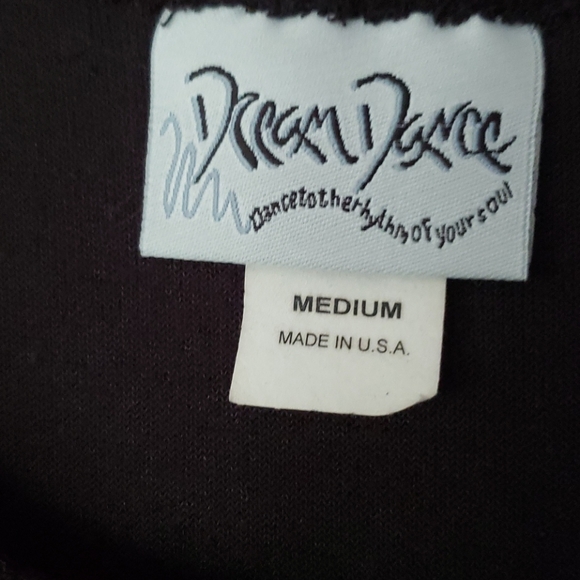 Dream Dance
Dancetotherhythmofyoursoul
MEDIUM
MADE IN U.S.A.